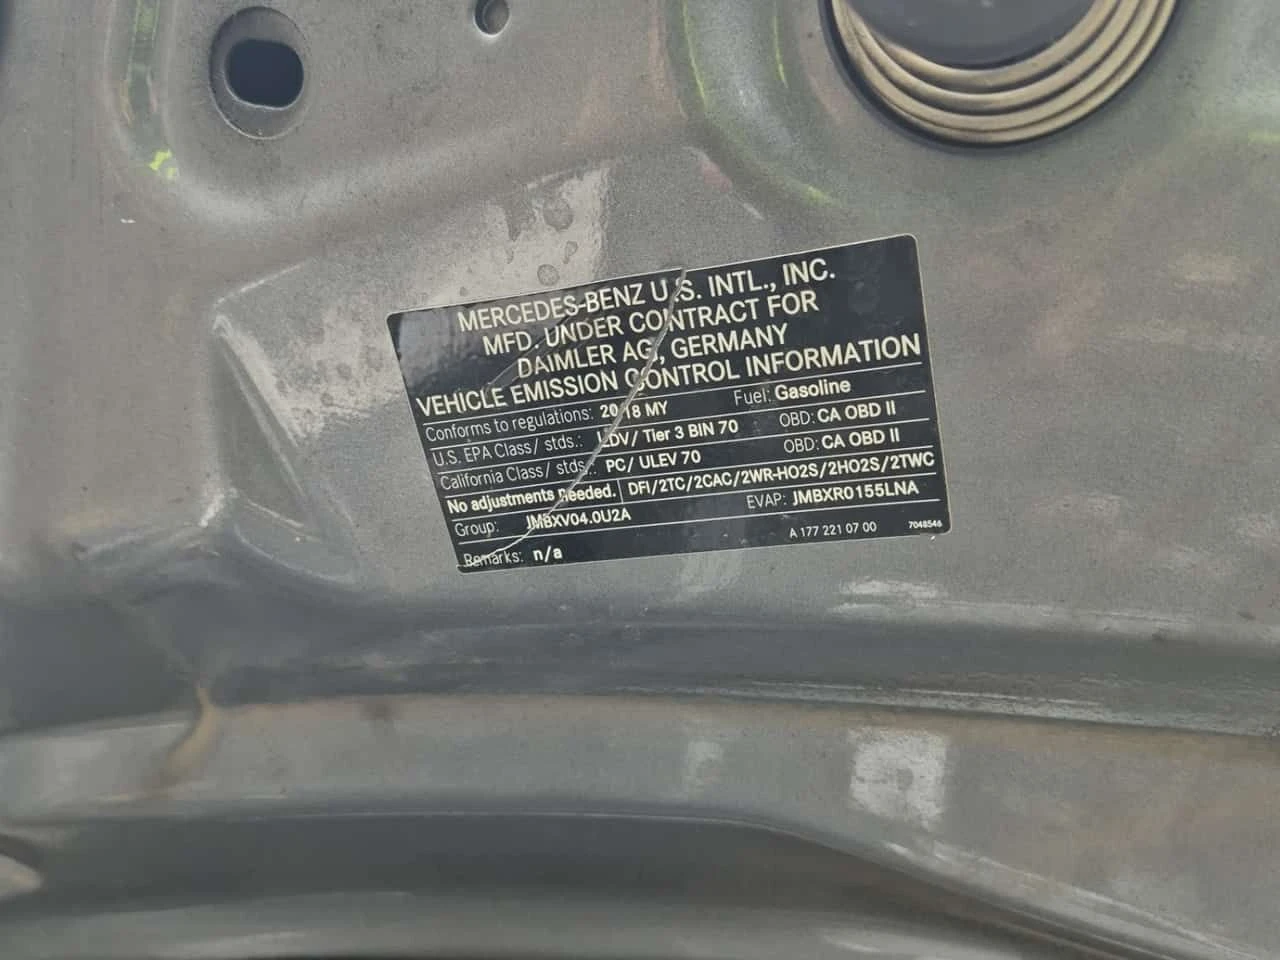 MERCEDES-BENZ U.S. INTL., INC.
MFD. UNDER CONTRACT FOR
DAIMLER AG, GERMANY
VEHICLE EMISSION CONTROL INFORMATION
Conforms to regulations: 2018 MY Fuel: Gasoline
U.S. EPA Class/ stds.: LDV/ Tier 3 BIN 70 OBD: CA OBD II
California Class/ stds.: PC/ ULEV 70 OBD: CA OBD II
No adjustments needed. DFI/2TC/2CAC/2WR-HO2S/2HO2S/2TWC
Group: JMBXV04.0U2A EVAP: JMBXR0155LNA
Remarks: n/a A 177 221 07 00 7048546